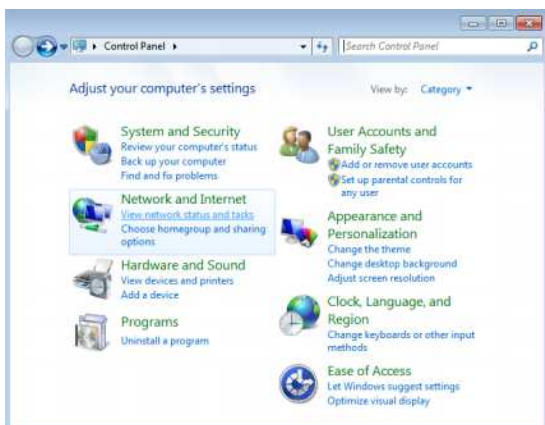 Control Panel
Search Control Panel
Adjust your computer's settings
View by: Category
System and Security
Review your computer's status
Back up your computer
Find and fix problems
Network and Internet
View network status and tasks
Choose homegroup and sharing
options
Hardware and Sound
View devices and printers
Add a device
Programs
Uninstall a program
User Accounts and
Family Safety
Add or remove user accounts
Set up parental controls for
any user
Appearance and
Personalization
Change the theme
Change desktop background
Adjust screen resolution
Clock, Language, and
Region
Change keyboards or other input
methods
Ease of Access
Let Windows suggest settings
Optimize visual display